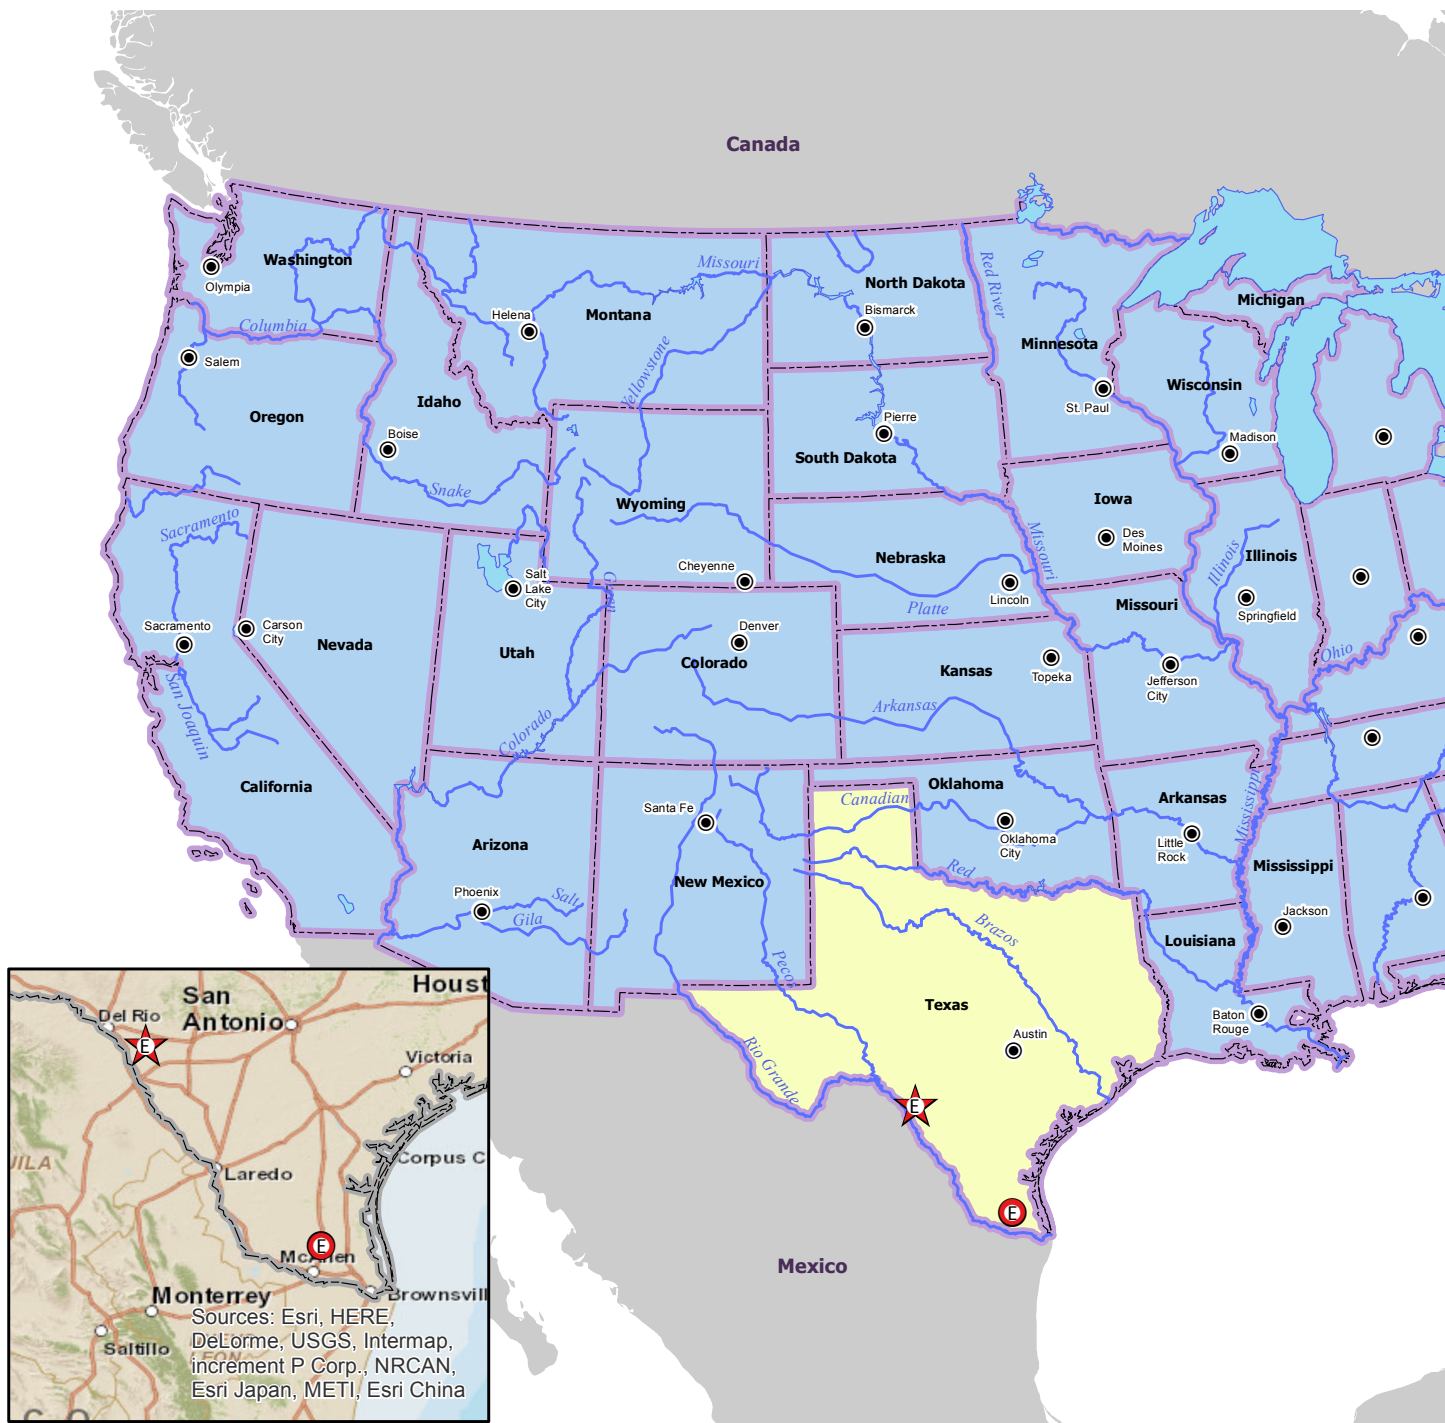 Canada
Washington
Olympia
Columbia
Salem
Oregon
Idaho
Boise
Snake
Helena
Montana
Missouri
Yellowstone
North Dakota
Bismarck
Red River
Minnesota
St. Paul
Michigan
Wisconsin
Madison
Pierre
South Dakota
Wyoming
Cheyenne
Nebraska
Platte
Lincoln
Missouri
Iowa
Des
Moines
Illinois
Illinois
Springfield
Missouri
Jefferson
City
Ohio
Sacramento
Sacramento
Carson
City
Nevada
San Joaquin
California
Salt
Lake
City
Utah
Green
Colorado
Denver
Colorado
Kansas
Topeka
Arkansas
Santa Fe
New Mexico
Arizona
Phoenix
Salt
Gila
Pecos
Canadian
Oklahoma
Oklahoma
City
Red
Arkansas
Little
Rock
Mississippi
Mississippi
Jackson
Louisiana
Baton
Rouge
Brazos
Texas
Austin
Rio Grande
E
E
Mexico
Houst
San
Antonio
Del Rio
E
Victoria
Corpus C
Laredo
E
McAllen
Brownsvill
Monterrey
Saltillo
Sources: Esri, HERE,
DeLorme, USGS, Intermap,
increment P Corp., NRCAN,
Esri Japan, METI, Esri China